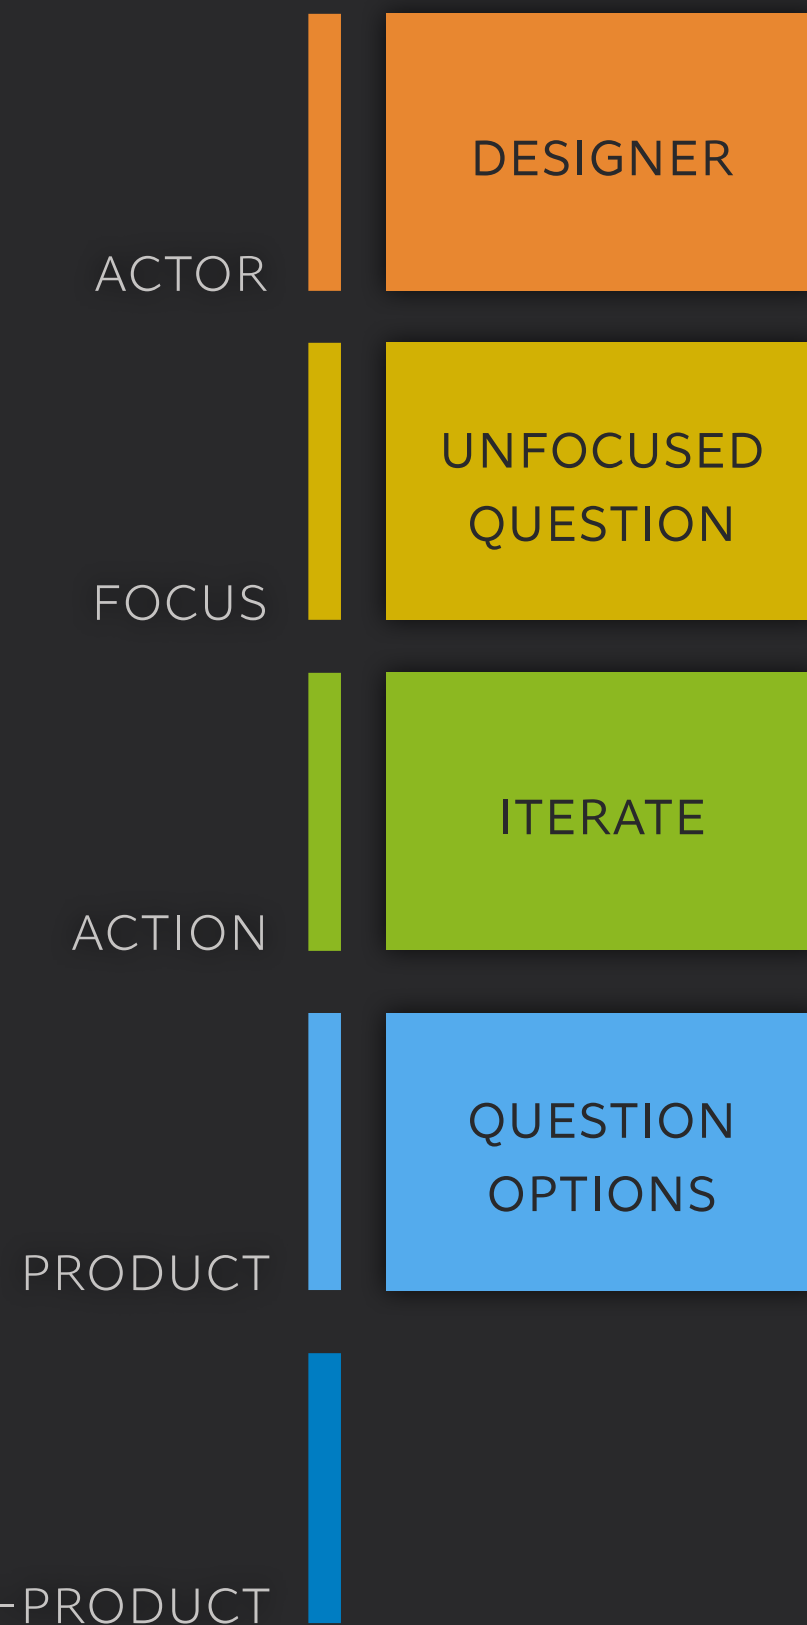 DESIGNER
ACTOR
UNFOCUSED
QUESTION
FOCUS
ITERATE
ACTION
QUESTION
OPTIONS
PRODUCT
-PRODUCT